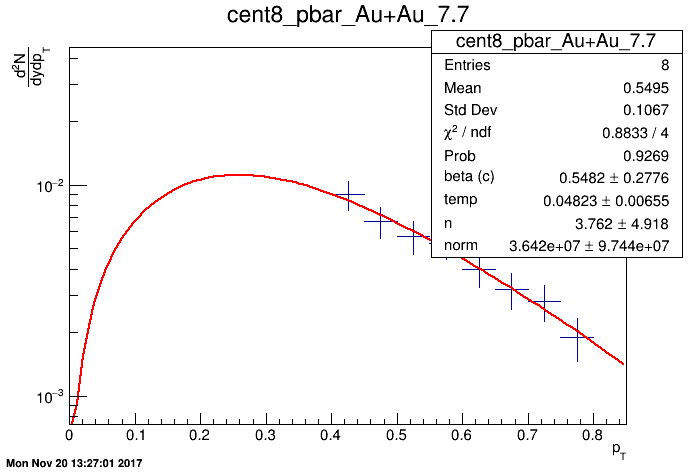 cent8_pbar_Au+Au_7.7
cent8_pbar_Au+Au_7.7
Entries 8
Mean 0.5495
Std Dev 0.1067
χ² / ndf 0.8833 / 4
Prob 0.9269
beta (c) 0.5482 ± 0.2776
temp 0.04823 ± 0.00655
n 3.762 ± 4.918
norm 3.642e+07 ± 9.744e+07
d²N
dydp_T
10⁻²
10⁻³
0 0.1 0.2 0.3 0.4 0.5 0.6 0.7 0.8
p_T
Mon Nov 20 13:27:01 2017